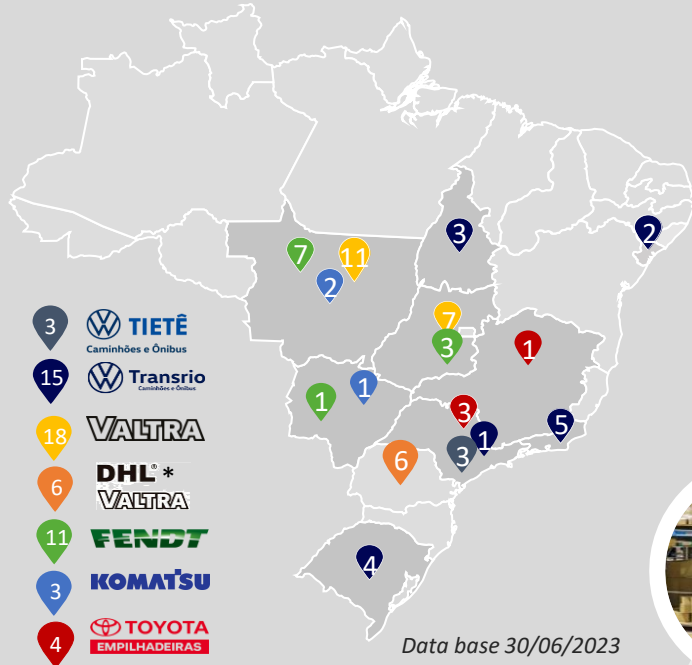 3
2
7
11
2
7
3
1
1
1
3
5
1
3
6
4
3 TIETÊ
Caminhões e Ônibus
15 Transrio
Caminhões e Ônibus
18 VALTRA
6 DHL® *
VALTRA
11 FENDT
3 KOMATSU
4 TOYOTA
EMPILHADEIRAS
Data base 30/06/2023